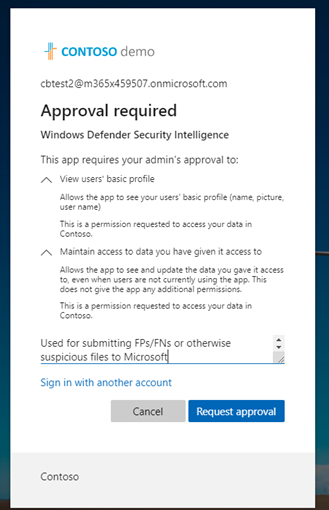 CONTOSO demo
cbtest2@m365x459507.onmicrosoft.com
Approval required
Windows Defender Security Intelligence
This app requires your admin's approval to:
View users' basic profile
Allows the app to see your users' basic profile (name, picture,
user name)
This is a permission requested to access your data in
Contoso.
Maintain access to data you have given it access to
Allows the app to see and update the data you gave it access
to, even when users are not currently using the app. This
does not give the app any additional permissions.
This is a permission requested to access your data in
Contoso.
Used for submitting FPs/FNs or otherwise
suspicious files to Microsoft
Sign in with another account
Cancel Request approval
Contoso